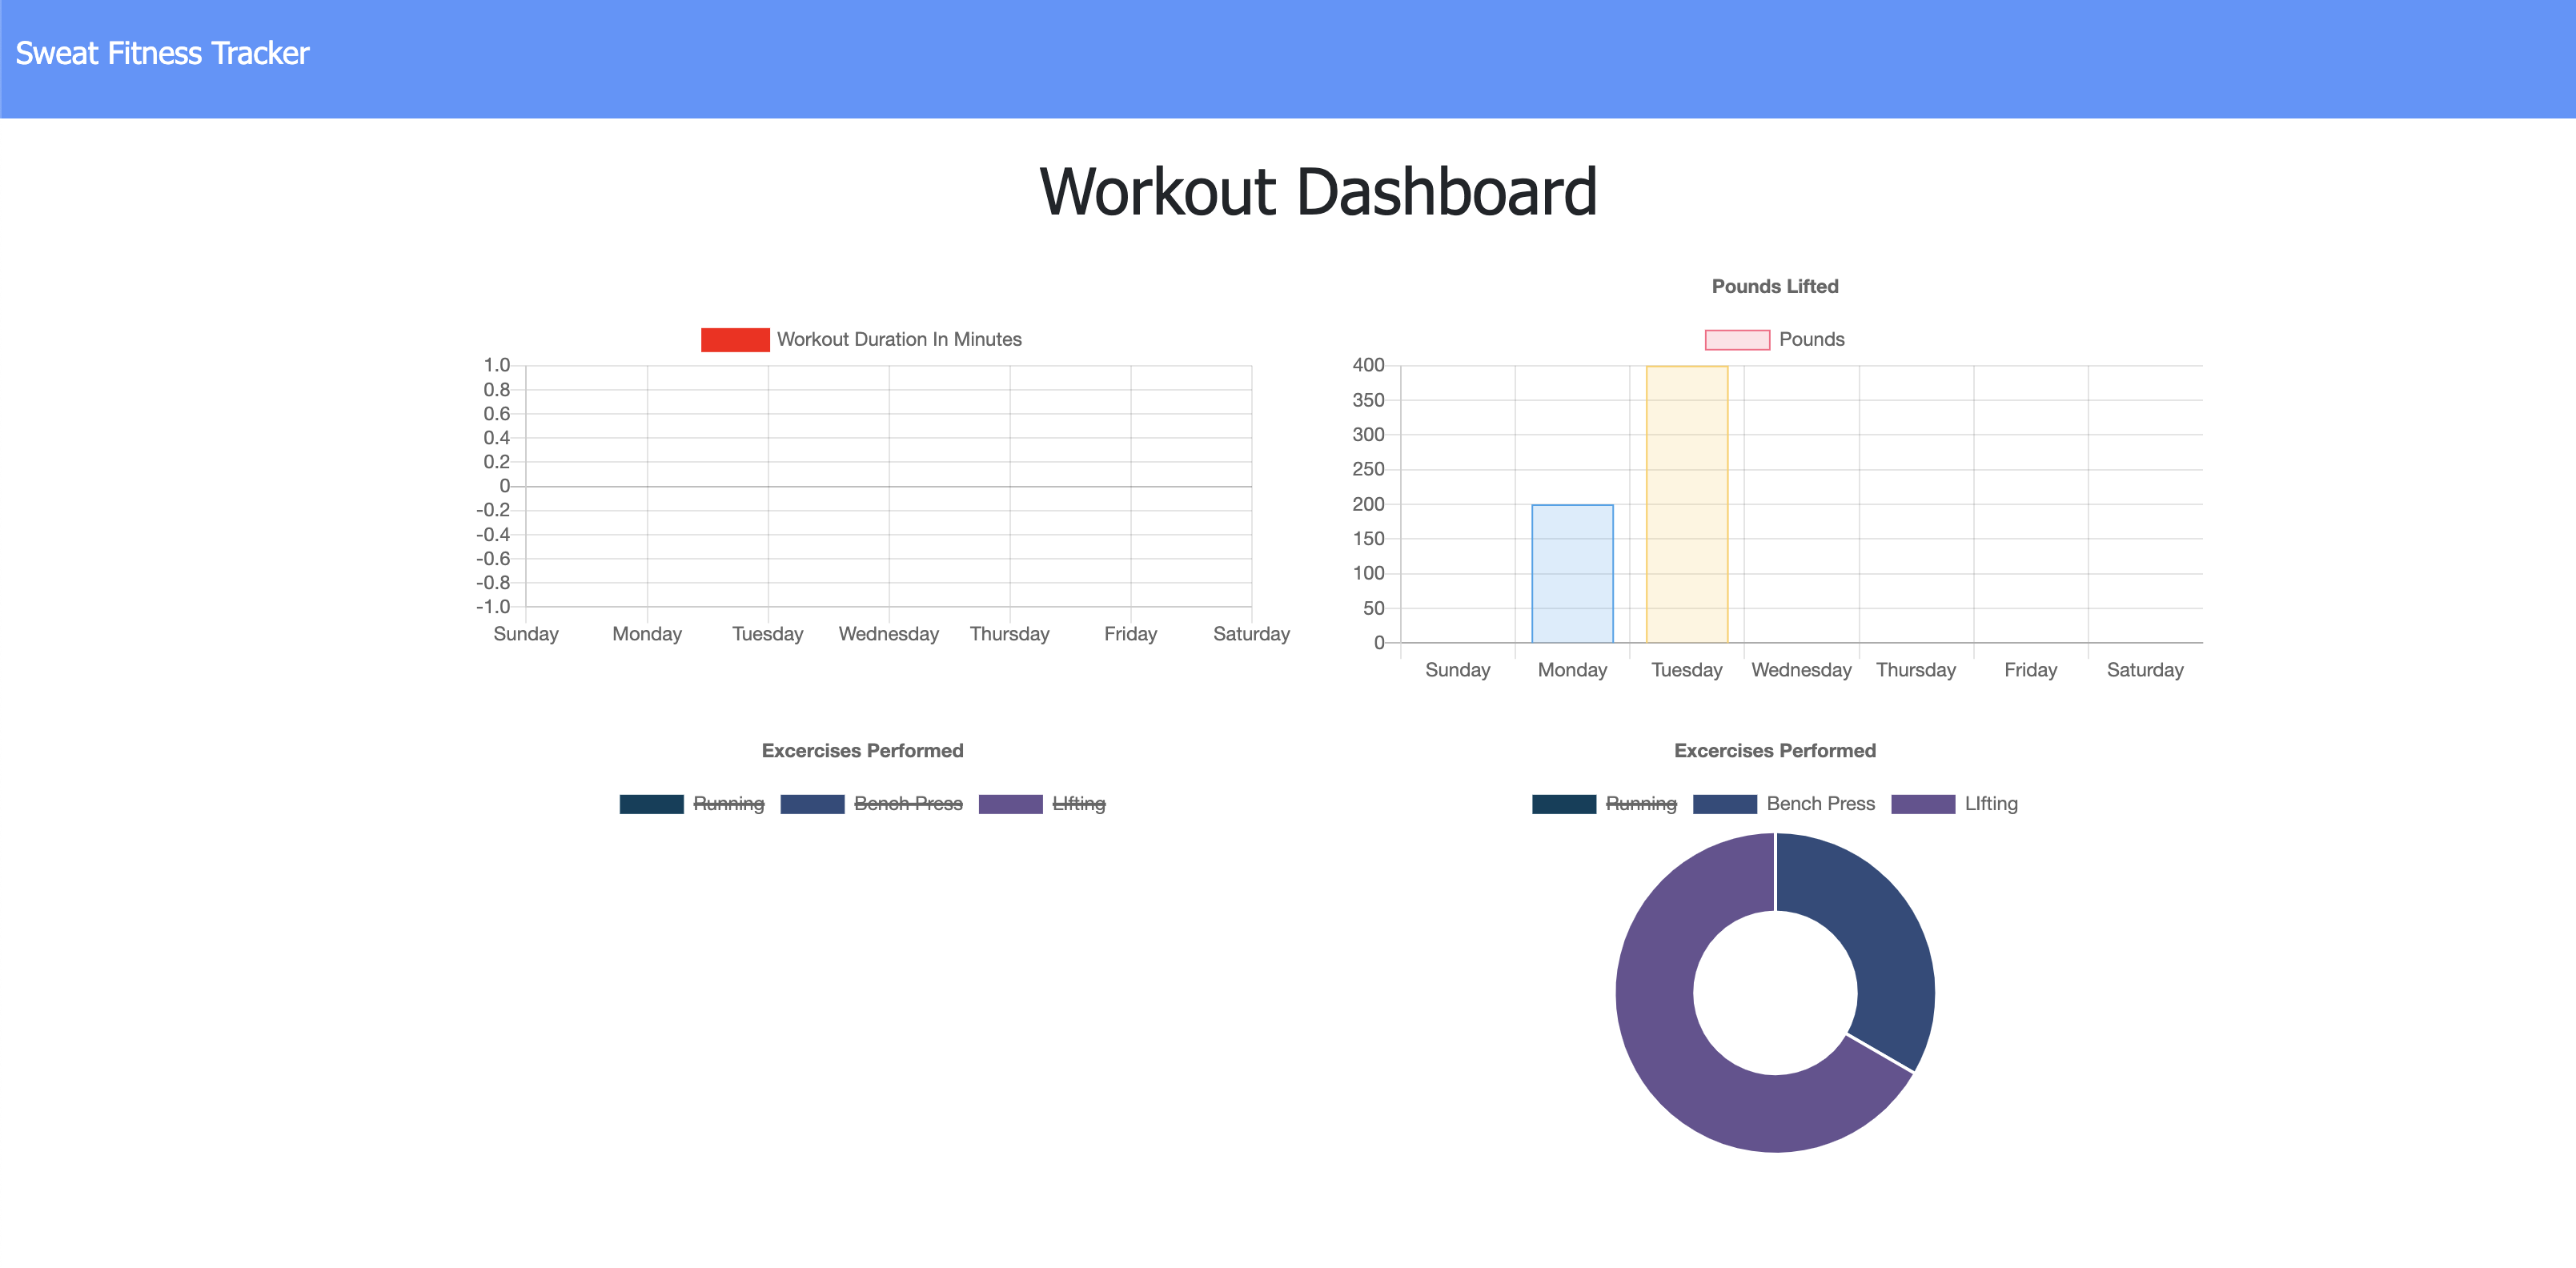 Sweat Fitness Tracker
Workout Dashboard
Workout Duration In Minutes
1.0
0.8
0.6
0.4
0.2
0
-0.2
-0.4
-0.6
-0.8
-1.0
Sunday Monday Tuesday Wednesday Thursday Friday Saturday
Pounds Lifted
Pounds
400
350
300
250
200
150
100
50
0
Sunday Monday Tuesday Wednesday Thursday Friday Saturday
Excercises Performed
Running Bench Press LIfting
Excercises Performed
Running Bench Press LIfting